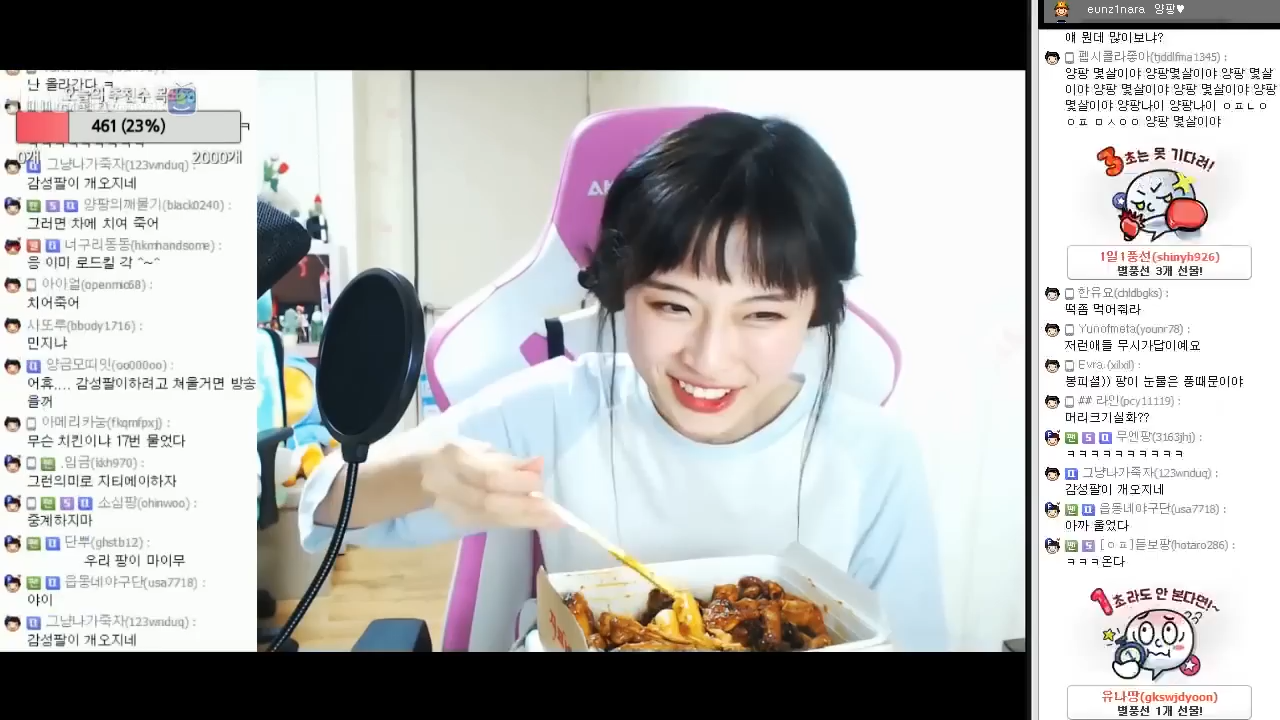 난 올라간다 ㅋ
461 (23%)
0개
2000개
그냥나가죽자(123wnduq) :
감성팔이 개오지네
양팡의깨물기(black0240) :
그러면 차에 치여 죽어
너구리동동(hkmhandsome) :
응 이미 로드킬 각 ^~^
아아얼(openmic68) :
치어죽어
시또루(bbody1716) :
민지냐
양금모띠잇(oo000oo) :
어휴.... 감성팔이하려고 쳐울거면 방송
을꺼
아메리카눙(fkqmfpxj) :
무슨 치킨이냐 17번 물었다
.임금(kkh970) :
그런의미로 지티에이하자
소심팡(ohinwoo) :
중계하지마
단뿌(ghstb12) :
우리 팡이 마이무
읍몽네야구단(usa7718) :
야이
그냥나가죽자(123wnduq) :
감성팔이 개오지네
eunz1nara 양팡♥
얘 뭔데 많이보냐?
펩시콜라종아(tjddlfma1345) :
양팡 몇살이야 양팡몇살이야 양팡 몇살
이야 양팡 몇살이야 양팡 몇살이야 양팡
몇살이야 양팡나이 양팡나이 ㅇㅍㄴㅇ
ㅇㅍ ㅁㅅㅇㅇ 양팡 몇살이야
3초는 못 기다려!
1일1풍선(shinyh926)
별풍선 3개 선물!
한유요(chldbgks) :
떡좀 먹어줘라
Yunofmeta(younr78) :
저런애들 무시가답이예요
Evra.(xilxil) :
봉피셜)) 팡이 눈물은 풍때문이야
## 라인(pcy11119) :
머리크기실화??
무엔팡(3163jhj) :
ㅋㅋㅋㅋㅋㅋㅋㅋㅋㅋ
그냥나가죽자(123wnduq) :
감성팔이 개오지네
읍몽네야구단(usa7718) :
아까 울었다
[ㅇㅍ]듣보팡(hotaro286) :
ㅋㅋㅋ온다
1초라도 안 본다면!~
유나땅(gkswjdyoon)
별풍선 1개 선물!